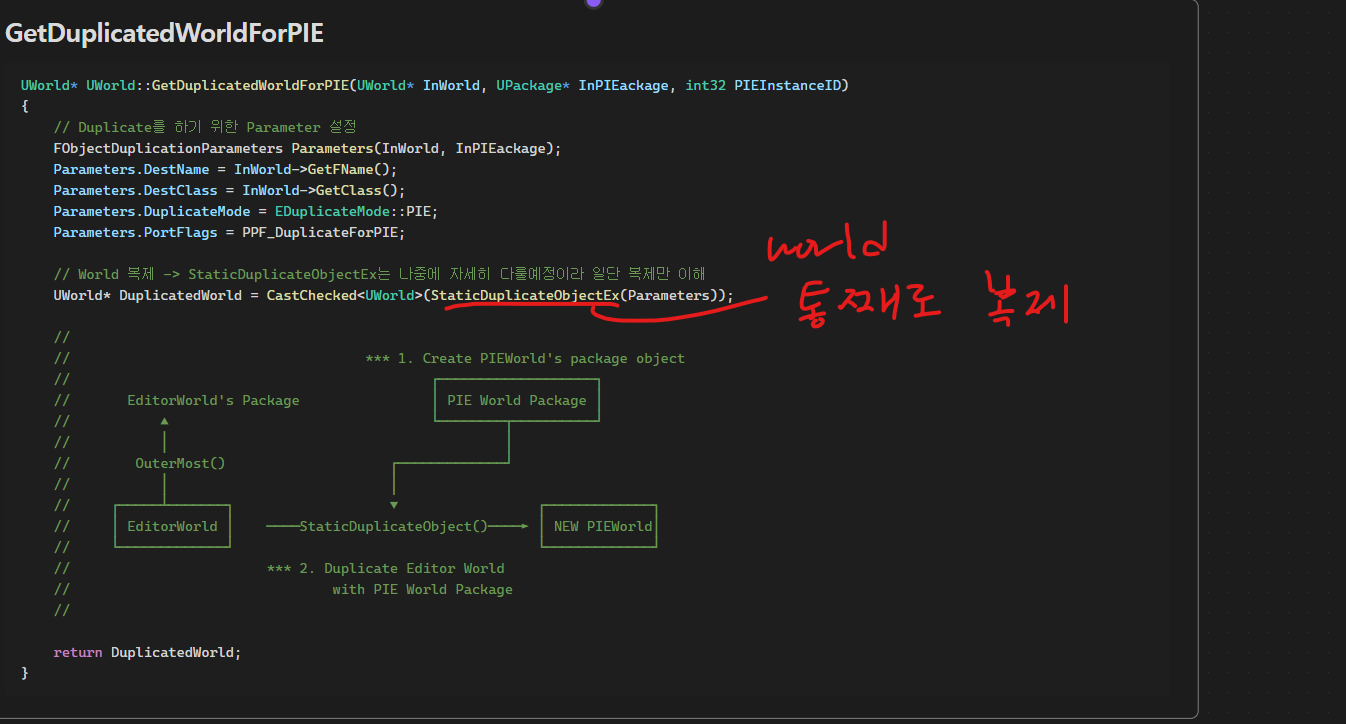 GetDuplicatedWorldForPIE
UWorld* UWorld::GetDuplicatedWorldForPIE(UWorld* InWorld, UPackage* InPIEackage, int32 PIEInstanceID)
{
// Duplicate를 하기 위한 Parameter 설정
FObjectDuplicationParameters Parameters(InWorld, InPIEackage);
Parameters.DestName = InWorld->GetFName();
Parameters.DestClass = InWorld->GetClass();
Parameters.DuplicateMode = EDuplicateMode::PIE;
Parameters.PortFlags = PPF_DuplicateForPIE;
world
// World 복제 -> StaticDuplicateObjectEx는 나중에 자세히 다룰예정이라 일단 복제만 이해
UWorld* DuplicatedWorld = CastChecked<UWorld>(StaticDuplicateObjectEx(Parameters));
통째로 복제
//
// *** 1. Create PIEWorld's package object
//
// EditorWorld's Package PIE World Package
//
//
// OuterMost()
//
//
// EditorWorld StaticDuplicateObject() NEW PIEWorld
//
// *** 2. Duplicate Editor World
// with PIE World Package
//
return DuplicatedWorld;
}